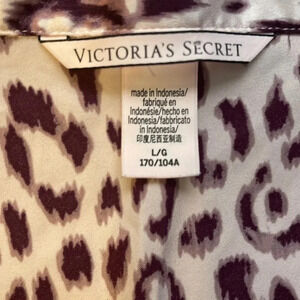 VICTORIA'S SECRET
made in Indonesia/
fabriqué en
Indonésie/hecho en
Indonesia/fabbricato
in Indonesia/
印度尼西亚制造
L/G
170/104A